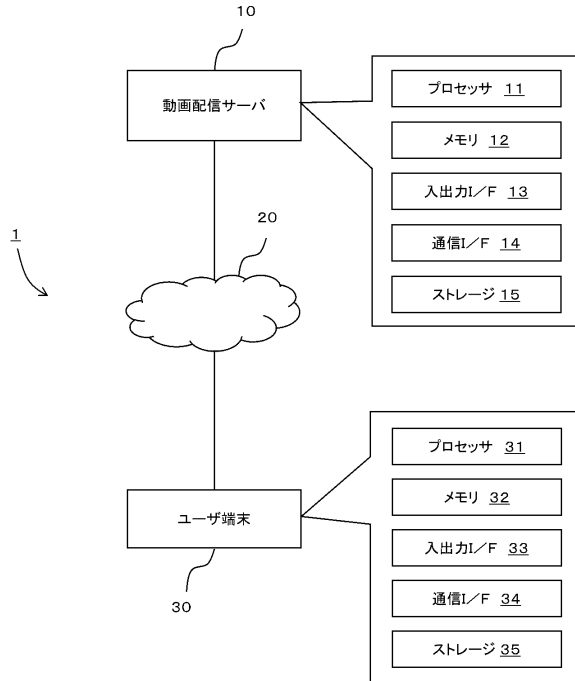 10
動画配信サーバ
プロセッサ 11
メモリ 12
入出力I/F 13
通信I/F 14
ストレージ 15
1
20
ユーザ端末
30
プロセッサ 31
メモリ 32
入出力I/F 33
通信I/F 34
ストレージ 35